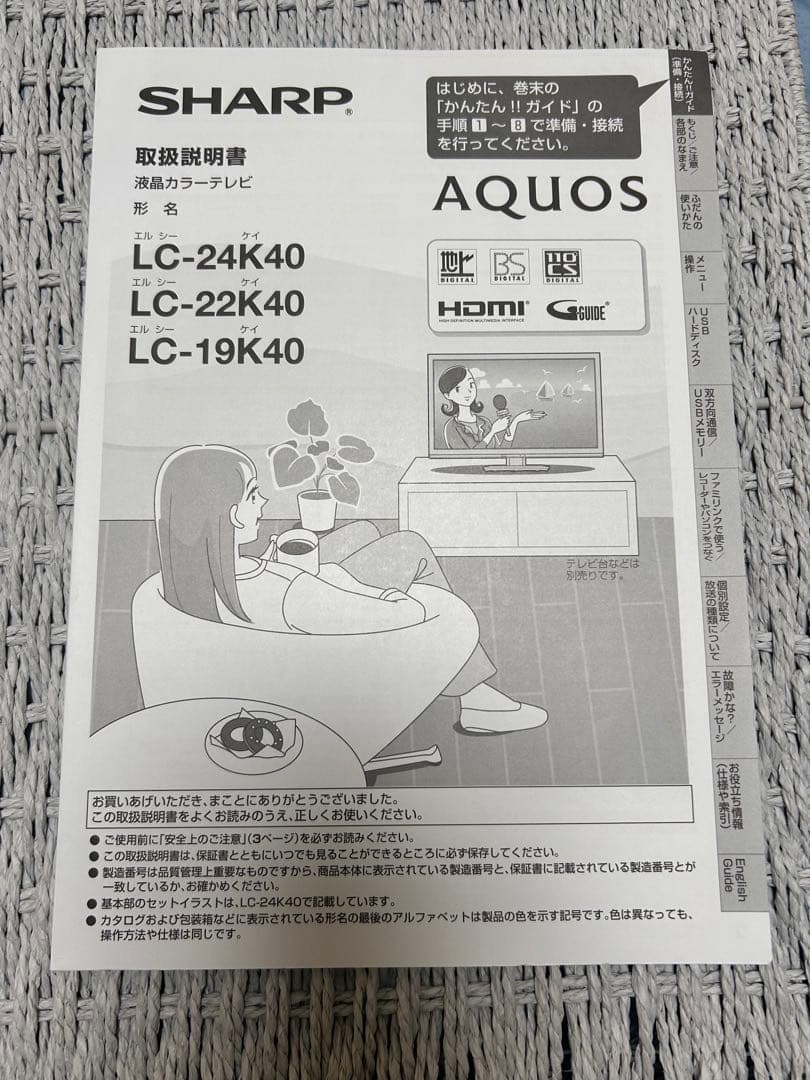 SHARP®
取扱説明書
液晶カラーテレビ
形 名
エル シー ケイ
LC-24K40
エル シー ケイ
LC-22K40
エル シー ケイ
LC-19K40
はじめに、巻末の
「かんたん!!ガイド」の
手順1～8で準備・接続
を行ってください。
AQUOS
地上 DIGITAL
BS DIGITAL
110°CS DIGITAL
HDMI®
HIGH-DEFINITION MULTIMEDIA INTERFACE
G-GUIDE®
テレビ台などは
別売りです。
お買いあげいただき、まことにありがとうございました。
この取扱説明書をよくお読みのうえ、正しくお使いください。
● ご使用前に「安全上のご注意」(3ページ)を必ずお読みください。
● この取扱説明書は、保証書とともにいつでも見ることができるところに必ず保存してください。
● 製造番号は品質管理上重要なものですから、商品本体に表示されている製造番号と、保証書に記載されている製造番号とが
一致しているか、お確かめください。
● 基本部のセットイラストは、LC-24K40で記載しています。
● カタログおよび包装箱などに表示されている形名の最後のアルファベットは製品の色を示す記号です。色は異なっても、
操作方法や仕様は同じです。
かんたん!!ガイド
(準備・接続)
もくじ/ご注意/
各部のなまえ
ふだんの
使いかた
メニュー
操作
USB
ハードディスク
双方向通信/
USBメモリー
ファミリンクで使う/
レコーダーやパソコンをつなぐ
個別設定/
放送の種類について
故障かな?/
エラーメッセージ
お役立ち情報
(仕様や索引)
English
Guide